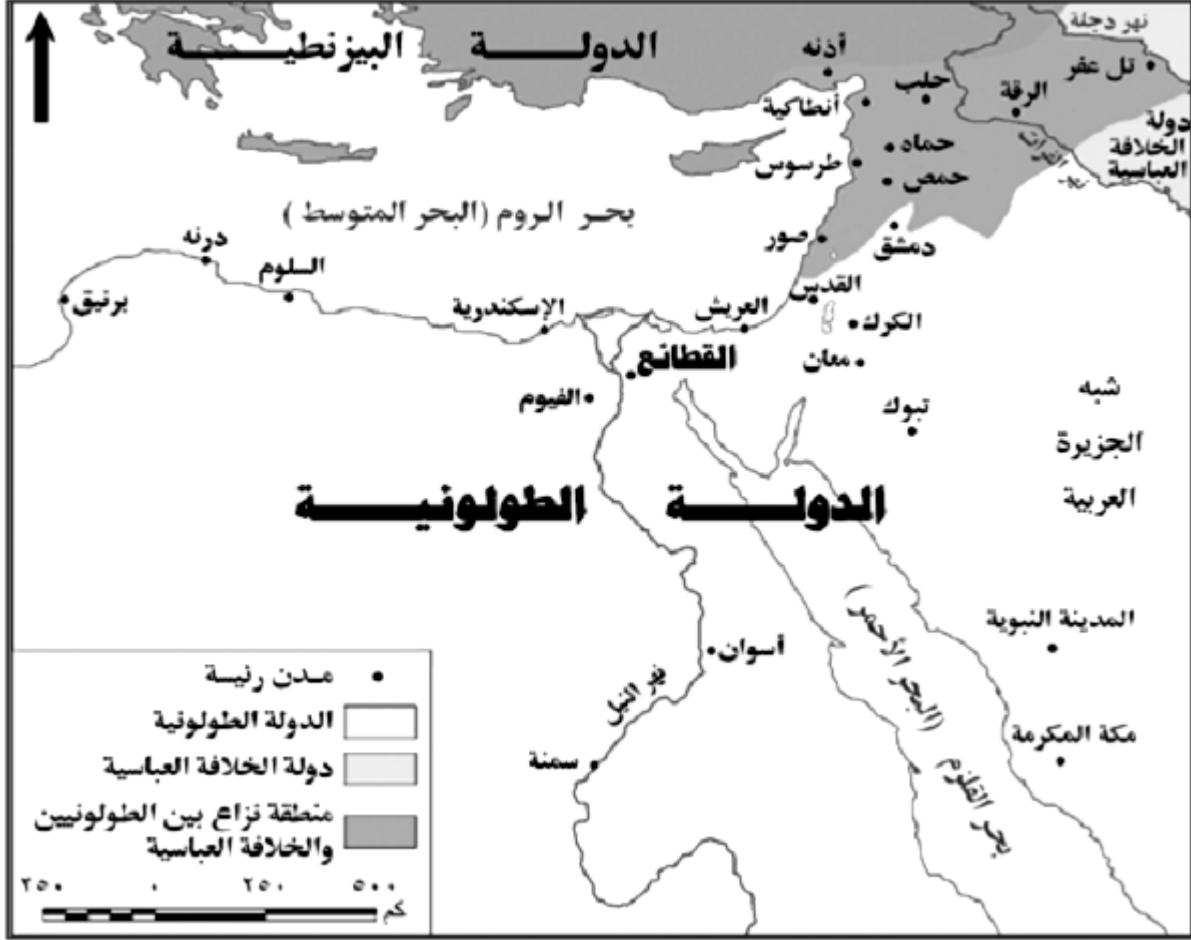 نهر دجلة
الدولة البيزنطية
أذنه
تل عفر
حلب
الرقة
أنطاكية
دولة
الخلافة
العباسية
حماه
نهر الفرات
طرسوس
حمص
بحر الروم (البحر المتوسط)
صور
دمشق
درنه
السلوم
القدس
برنيق
الإسكندرية
العريش
الكرك
القطائع
معان
الفيوم
تبوك
شبه
الجزيرة
العربية
الدولة الطولونية
المدينة النبوية
أسوان
نهر النيل
بحر القلزم (البحر الأحمر)
مكة المكرمة
سمنة
مدن رئيسة
الدولة الطولونية
دولة الخلافة العباسية
منطقة نزاع بين الطولونيين
والخلافة العباسية
٢٥٠ ٠ ٢٥٠ ٥٠٠
كم